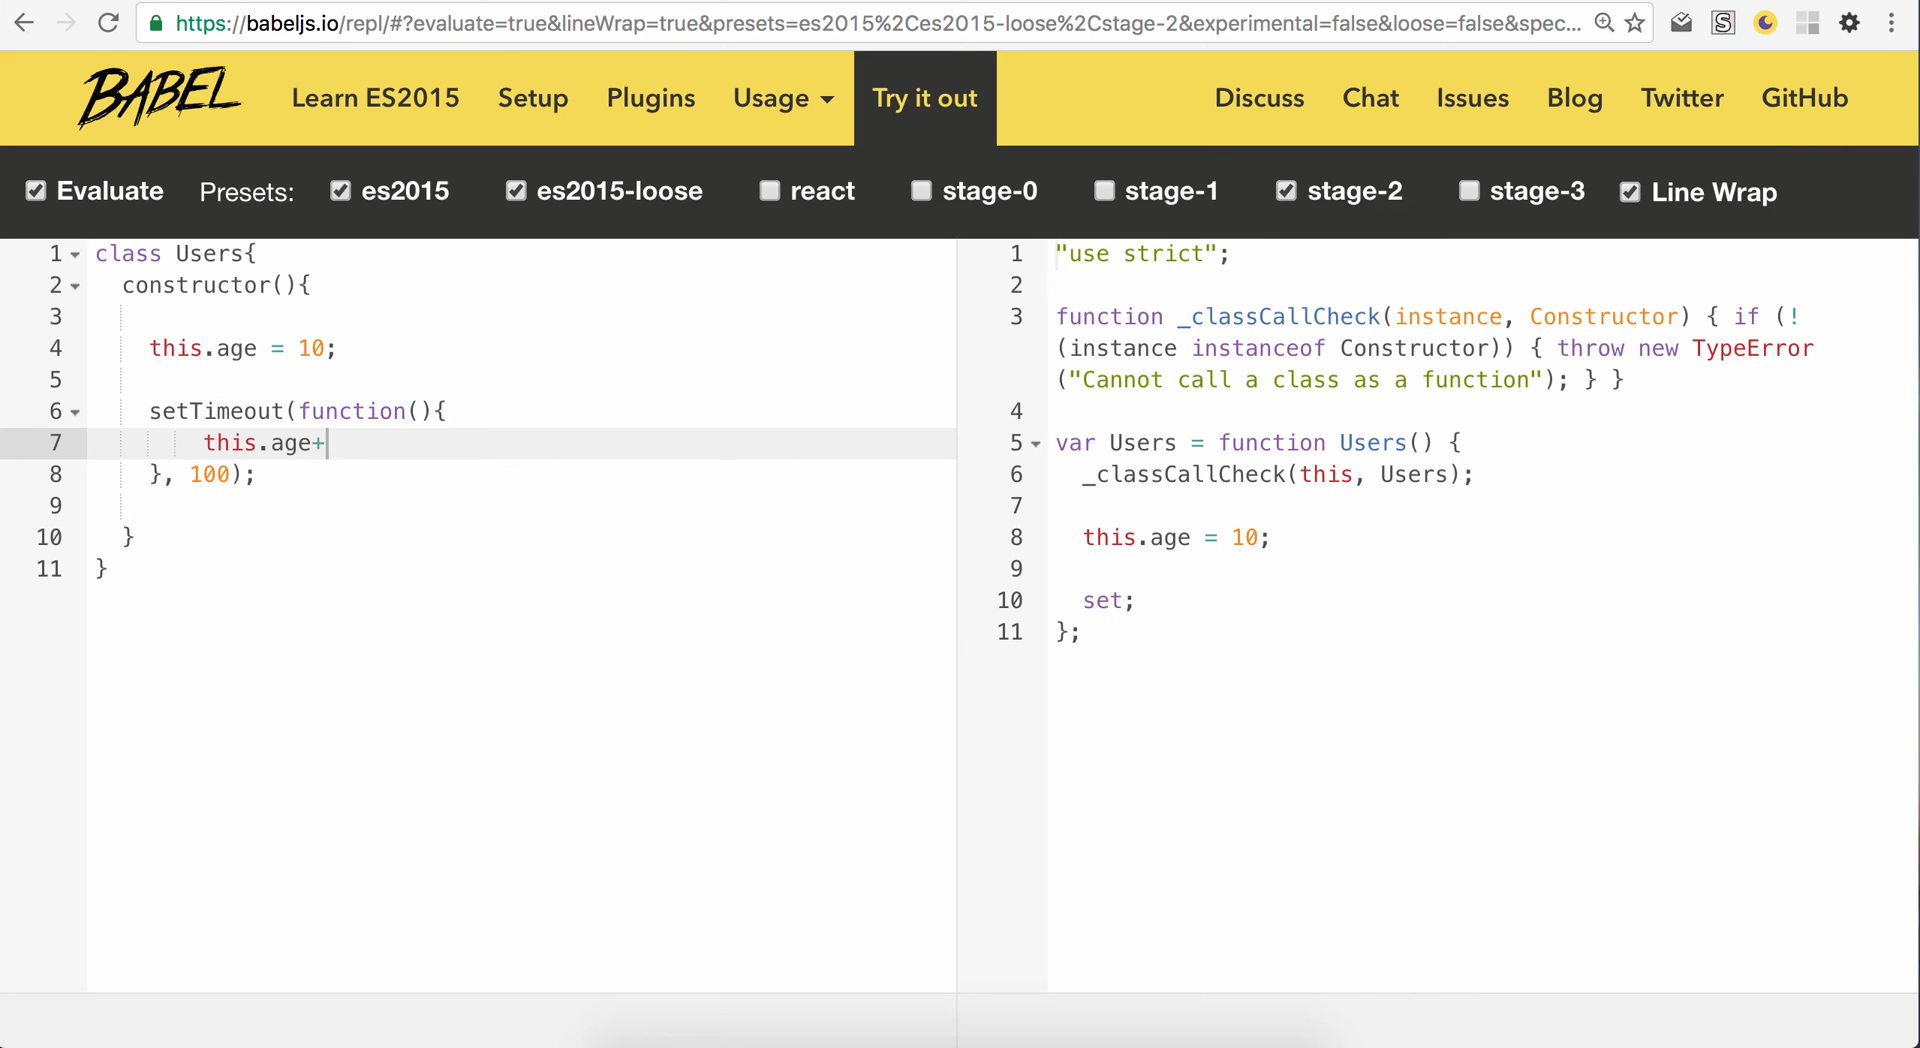 https://babeljs.io/repl/#?evaluate=true&lineWrap=true&presets=es2015%2Ces2015-loose%2Cstage-2&experimental=false&loose=false&spec...
S
BABEL Learn ES2015 Setup Plugins Usage Try it out Discuss Chat Issues Blog Twitter GitHub
Evaluate Presets: es2015 es2015-loose react stage-0 stage-1 stage-2 stage-3 Line Wrap
1 class Users{
2 constructor(){
3
4 this.age = 10;
5
6 setTimeout(function(){
7 this.age+
8 }, 100);
9
10 }
11 }
1 "use strict";
2
3 function _classCallCheck(instance, Constructor) { if (!
(instance instanceof Constructor)) { throw new TypeError
("Cannot call a class as a function"); } }
4
5 var Users = function Users() {
6 _classCallCheck(this, Users);
7
8 this.age = 10;
9
10 set;
11 };